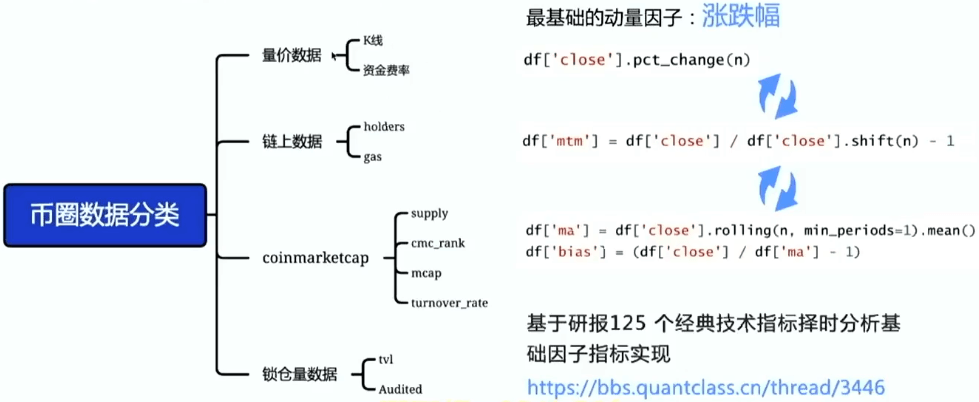 币圈数据分类
量价数据
K线
资金费率
链上数据
holders
gas
coinmarketcap
supply
cmc_rank
mcap
turnover_rate
锁仓量数据
tvl
Audited
最基础的动量因子：涨跌幅
df['close'].pct_change(n)
df['mtm'] = df['close'] / df['close'].shift(n) - 1
df['ma'] = df['close'].rolling(n, min_periods=1).mean()
df['bias'] = (df['close'] / df['ma'] - 1)
基于研报125 个经典技术指标择时分析基
础因子指标实现
https://bbs.quantclass.cn/thread/3446